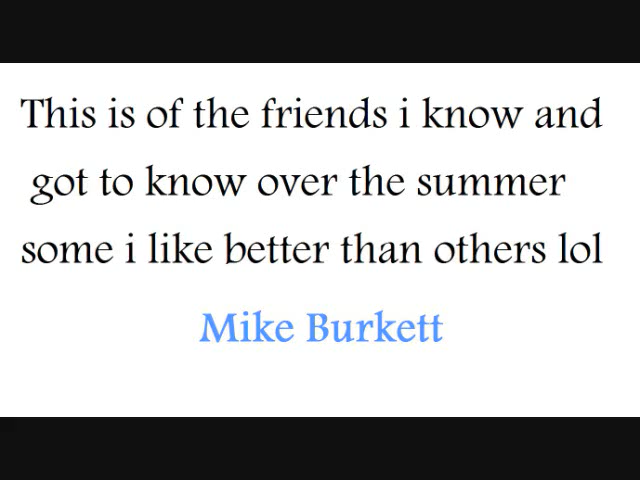 This is of the friends i know and
got to know over the summer
some i like better than others lol
Mike Burkett